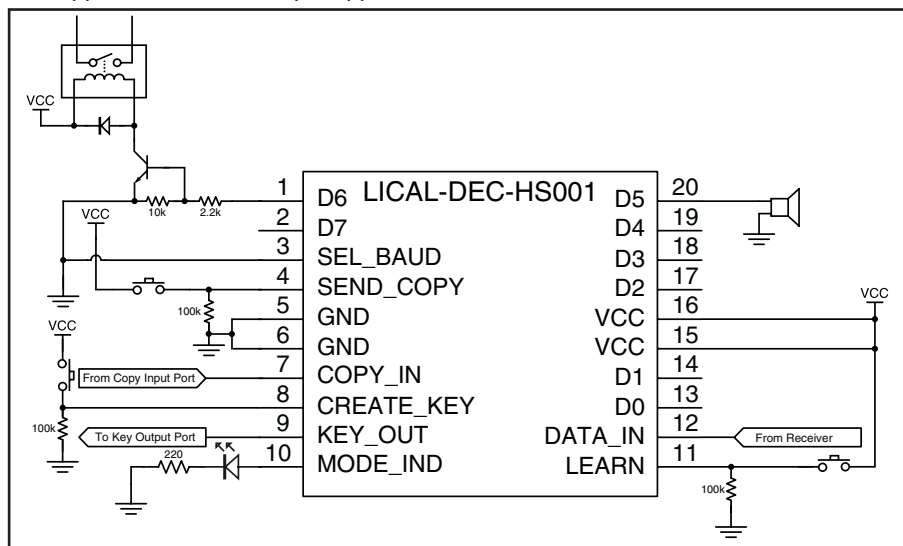 VCC
1
D6
LICAL-DEC-HS001
D5
20
10k
2.2k
2
D7
D4
19
VCC
3
SEL_BAUD
D3
18
4
SEND_COPY
D2
17
100k
5
GND
VCC
16
VCC
6
GND
VCC
15
VCC
From Copy Input Port
7
COPY_IN
D1
14
8
CREATE_KEY
D0
13
100k
To Key Output Port
9
KEY_OUT
DATA_IN
12
From Receiver
220
10
MODE_IND
LEARN
11
100k